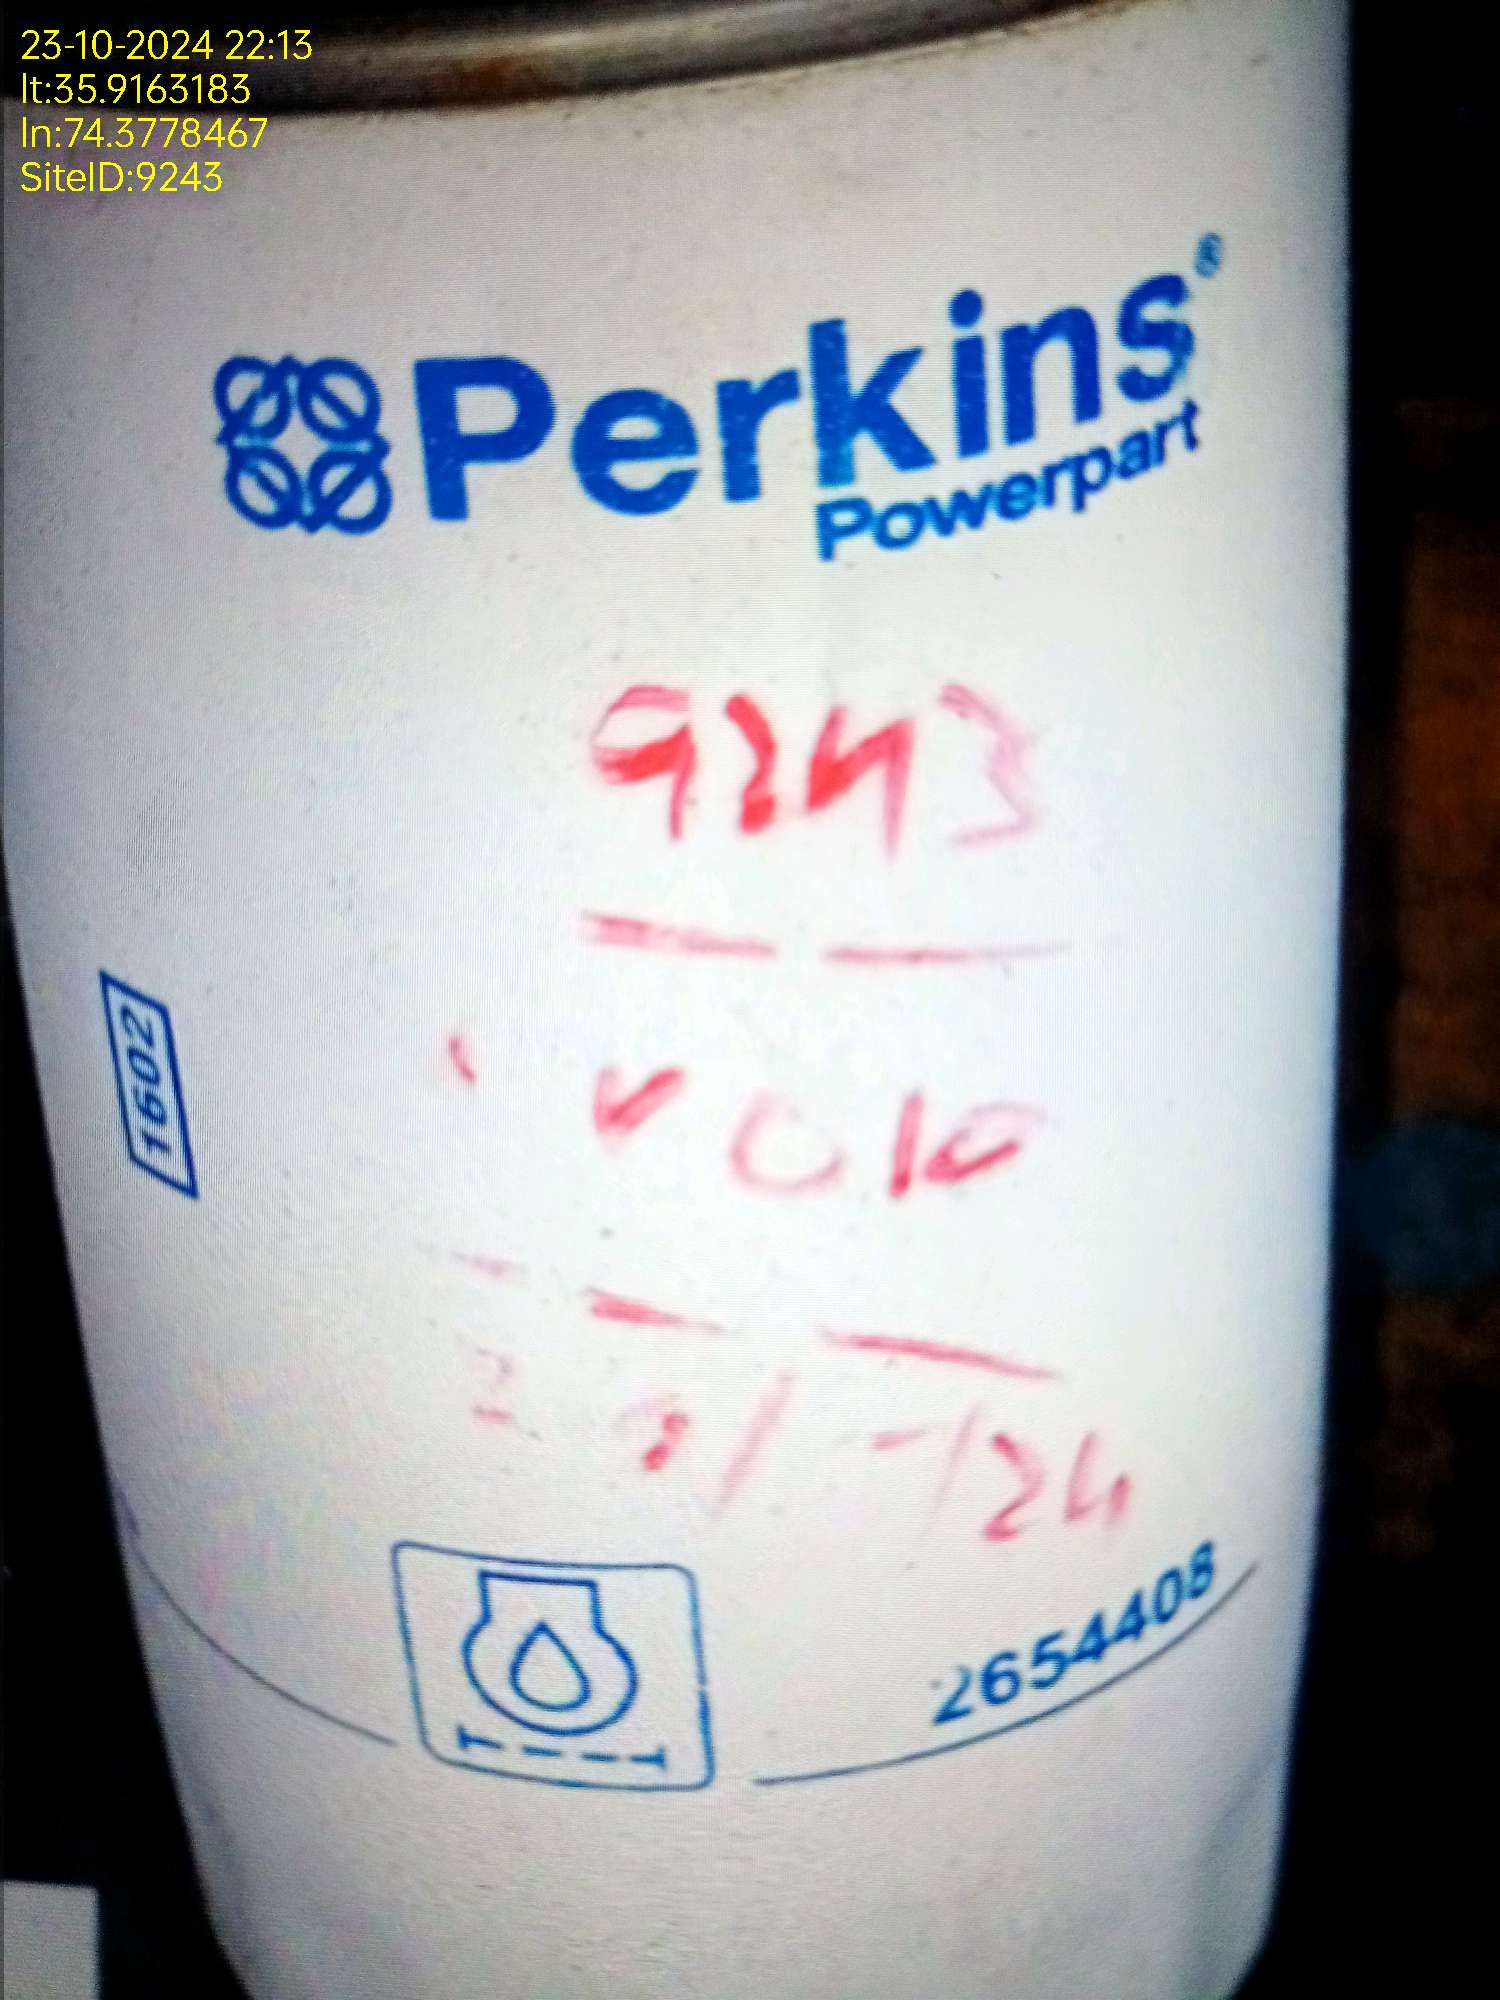 23-10-2024 22:13
lt:35.9163183
ln:74.3778467
SiteID:9243
Perkins®
Powerpart
9243
1602
2654408